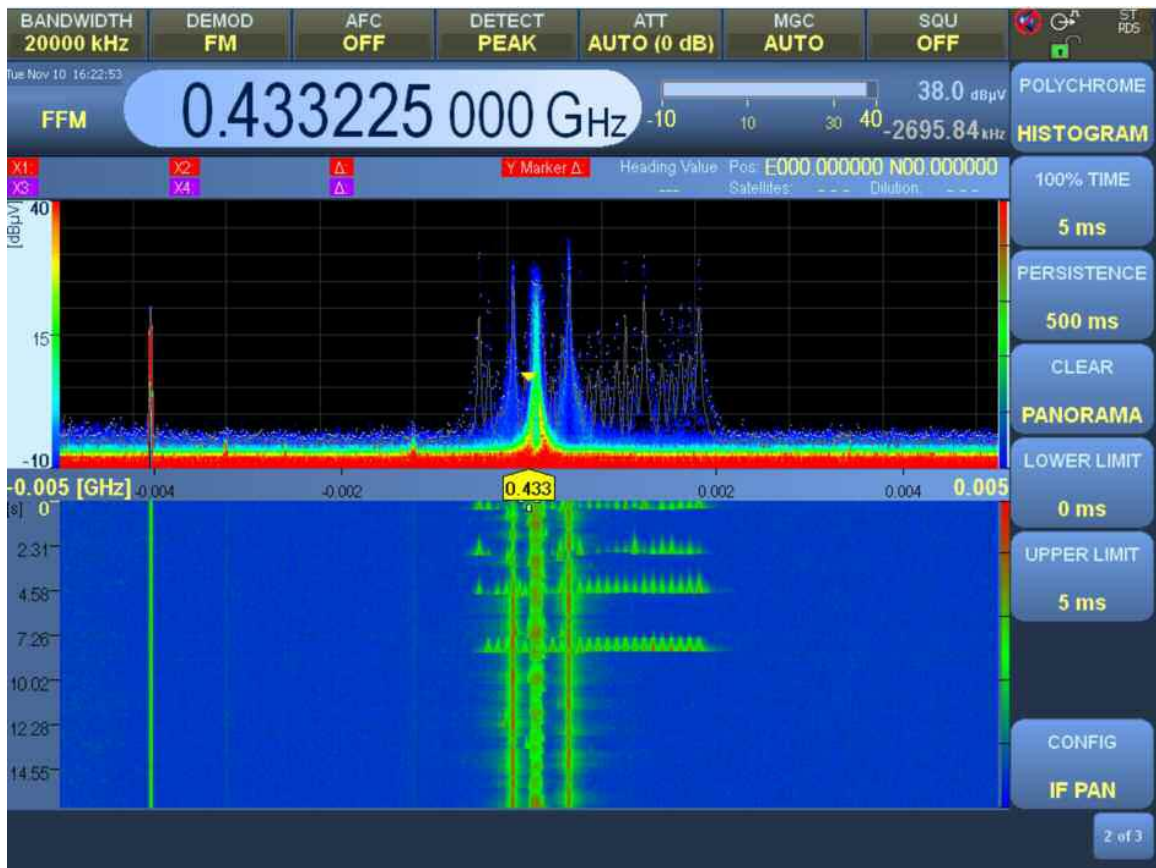 BANDWIDTH DEMOD AFC DETECT ATT MGC SQU ST
20000 kHz FM OFF PEAK AUTO (0 dB) AUTO OFF RDS
Tue Nov 10 16:22:53
FFM 0.433225 000 GHz -10 10 30 40 38.0 dBµV
-2695.84 kHz
POLYCHROME
HISTOGRAM
X1: X2 Δ: Y Marker Δ: Heading Value Pos: E000.000000 N00.000000
X3: X4 Δ: --- Satellites: - - - Dilution: - - -
100% TIME
5 ms
[dBµV] 40
15
-10
PERSISTENCE
500 ms
CLEAR
PANORAMA
LOWER LIMIT
0 ms
-0.005 [GHz] -0.004 -0.002 0.433 0.002 0.004 0.005
[s] 0 0
2.31
4.58
7.26
10.02
12.28
14.55
UPPER LIMIT
5 ms
CONFIG
IF PAN
2 of 3